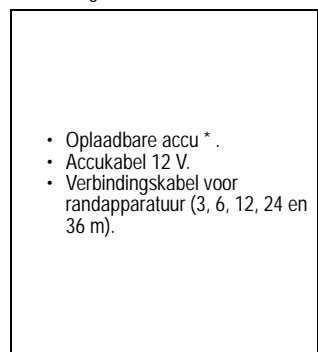 • Oplaadbare accu * .
• Accukabel 12 V.
• Verbindingskabel voor
randapparatuur (3, 6, 12, 24 en
36 m).